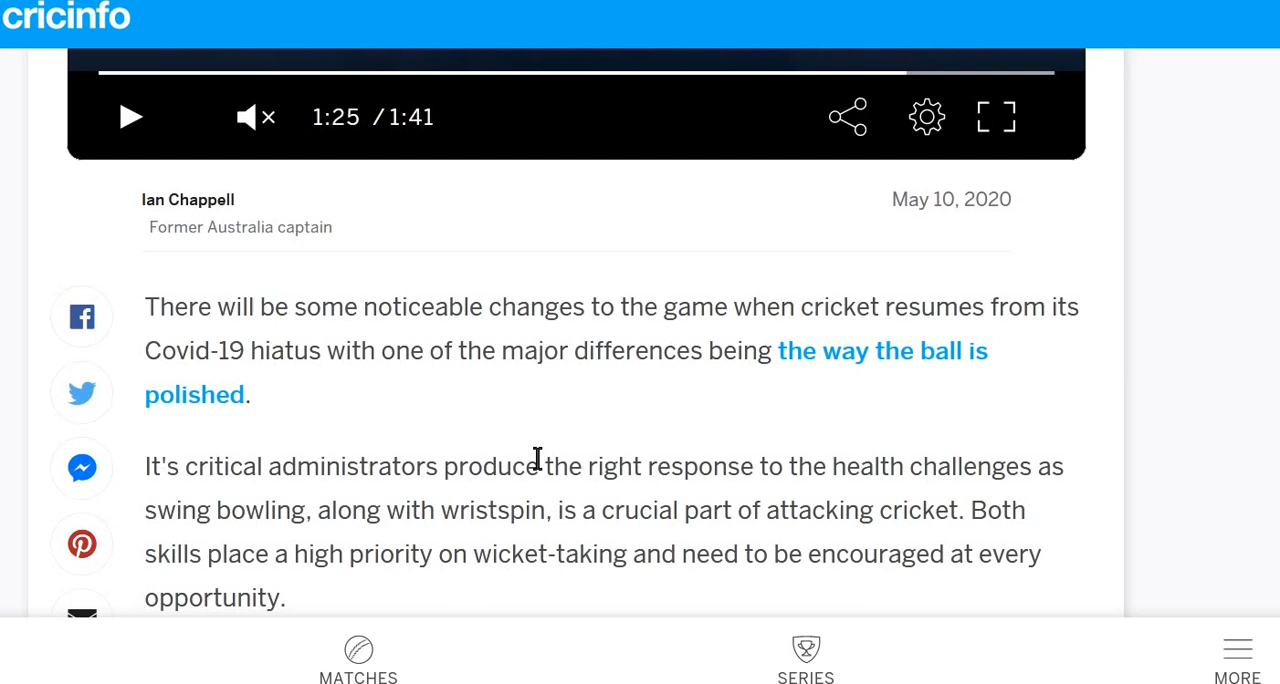 cricinfo
1:25 / 1:41
Ian Chappell
May 10, 2020
Former Australia captain
There will be some noticeable changes to the game when cricket resumes from its
Covid-19 hiatus with one of the major differences being the way the ball is
polished.
It's critical administrators produce the right response to the health challenges as
swing bowling, along with wristspin, is a crucial part of attacking cricket. Both
skills place a high priority on wicket-taking and need to be encouraged at every
opportunity.
MATCHES
SERIES
MORE